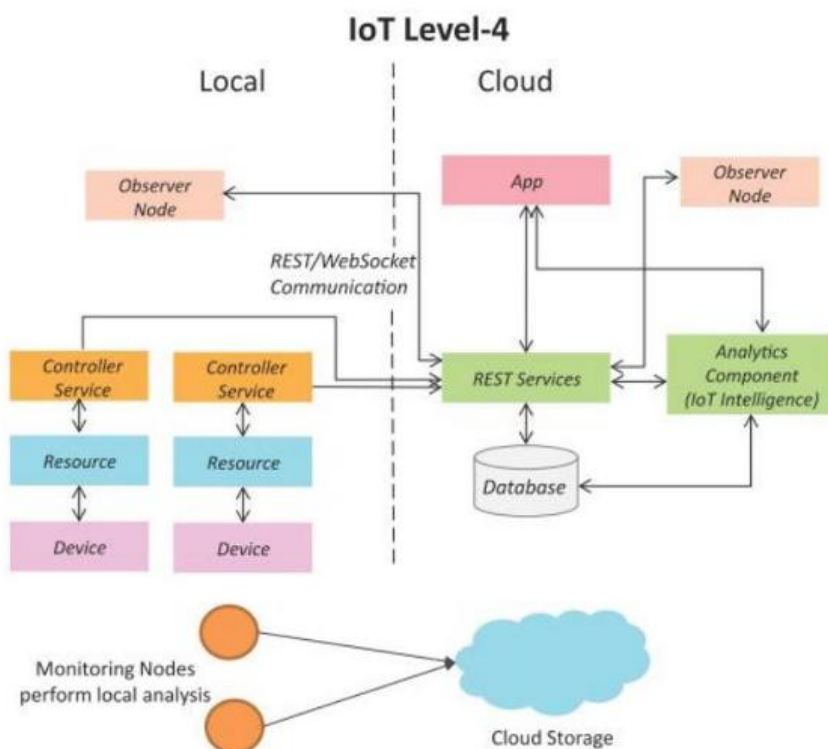 IoT Level-4
Local
Cloud
Observer
Node
App
Observer
Node
REST/WebSocket
Communication
Controller
Service
Controller
Service
REST Services
Analytics
Component
(IoT Intelligence)
Resource
Resource
Database
Device
Device
Monitoring Nodes
perform local analysis
Cloud Storage